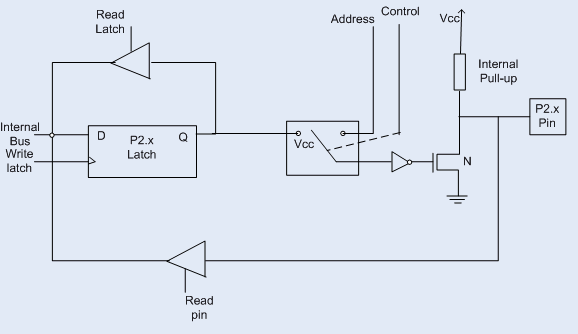 Read
Latch
Address
Control
Vcc
Internal
Pull-up
P2.x
Pin
Internal
Bus
Write
latch
D
Q
P2.x
Latch
Vcc
N
Read
pin